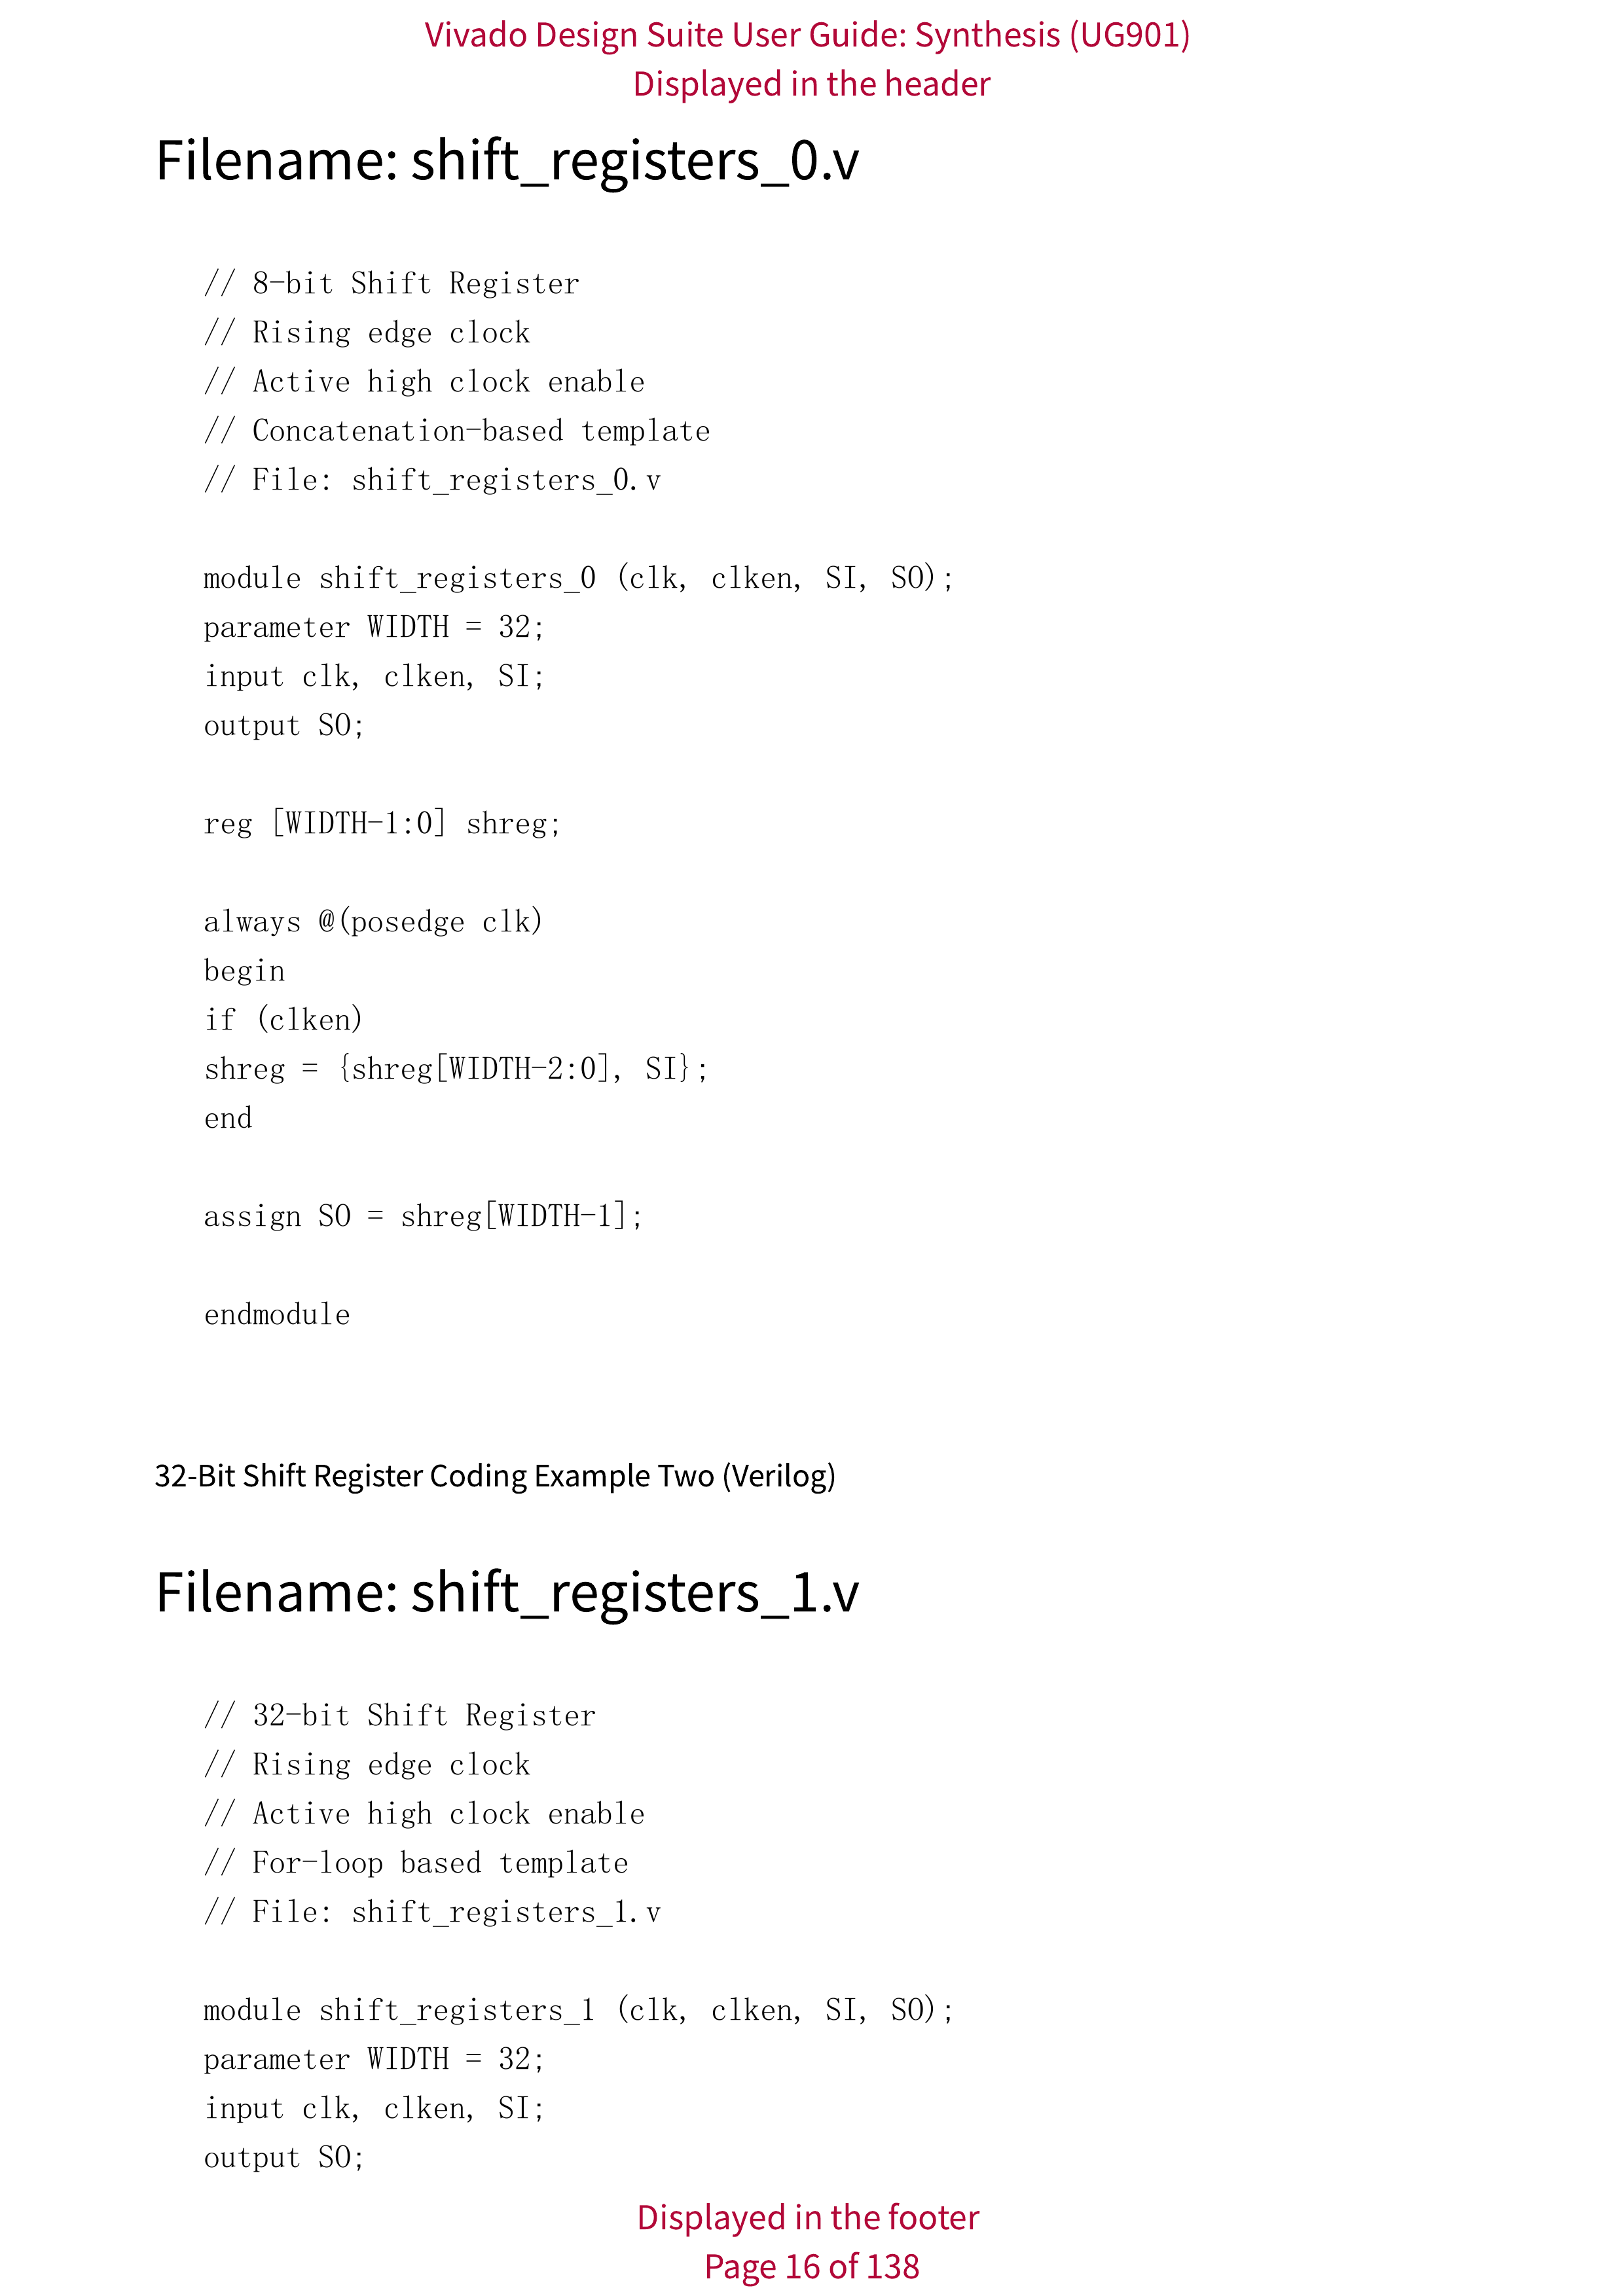 Vivado Design Suite User Guide: Synthesis (UG901)
Displayed in the header
Filename: shift_registers_0.v
// 8-bit Shift Register
// Rising edge clock
// Active high clock enable
// Concatenation-based template
// File: shift_registers_0.v
module shift_registers_0 (clk, clken, SI, SO);
parameter WIDTH = 32;
input clk, clken, SI;
output SO;
reg [WIDTH-1:0] shreg;
always @(posedge clk)
begin
if (clken)
shreg = {shreg[WIDTH-2:0], SI};
end
assign SO = shreg[WIDTH-1];
endmodule
32-Bit Shift Register Coding Example Two (Verilog)
Filename: shift_registers_1.v
// 32-bit Shift Register
// Rising edge clock
// Active high clock enable
// For-loop based template
// File: shift_registers_1.v
module shift_registers_1 (clk, clken, SI, SO);
parameter WIDTH = 32;
input clk, clken, SI;
output SO;
Displayed in the footer
Page 16 of 138